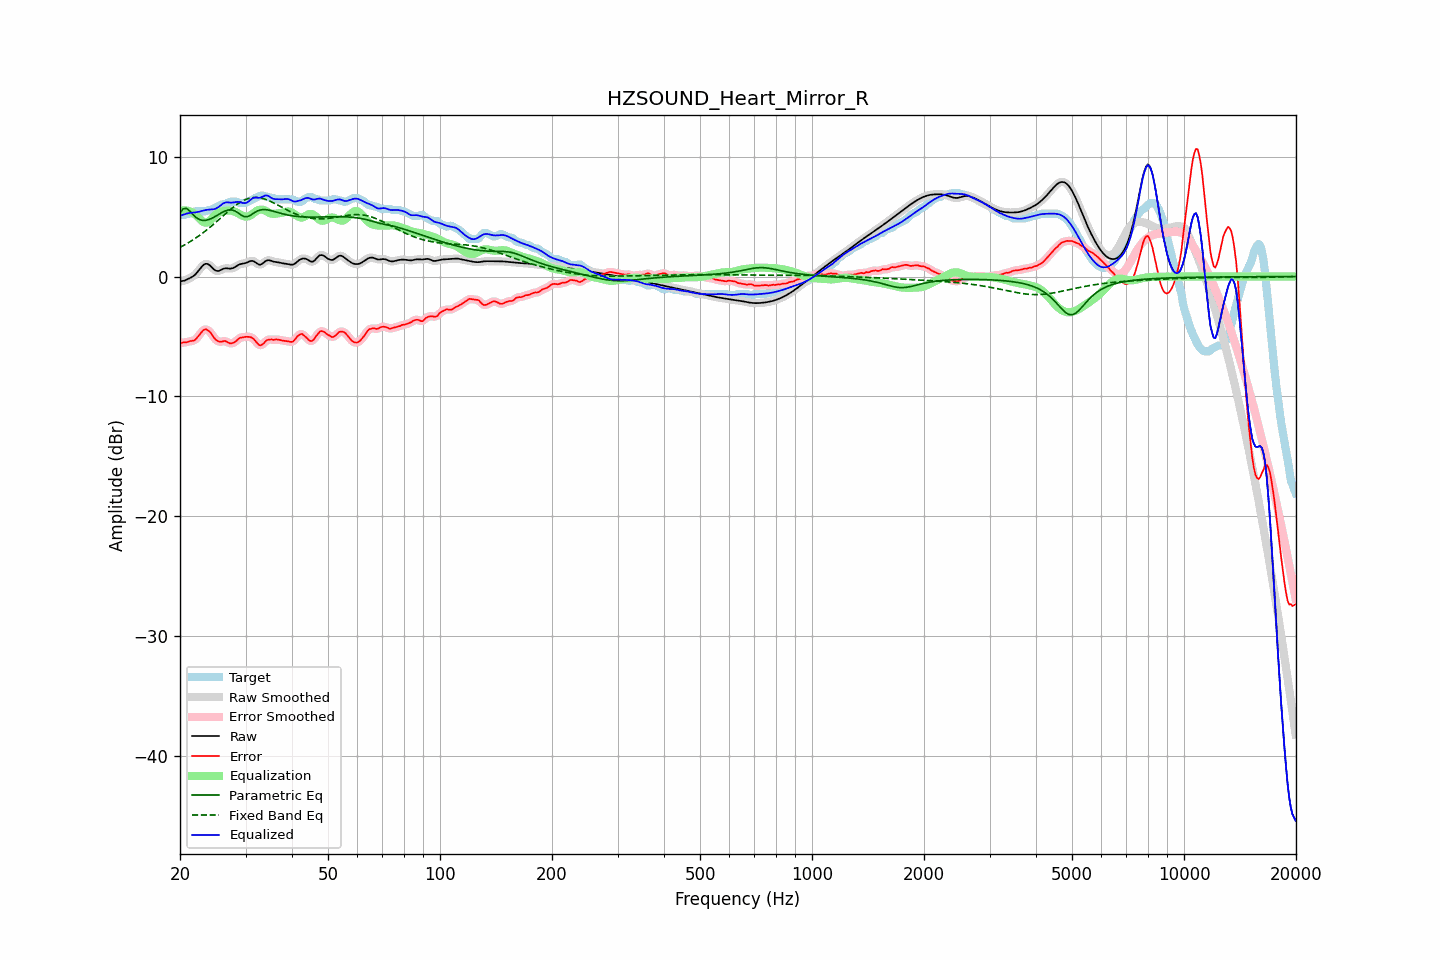 HZSOUND_Heart_Mirror_R
10
0
−10
−20
−30
−40
Amplitude (dBr)
Target
Raw Smoothed
Error Smoothed
Raw
Error
Equalization
Parametric Eq
Fixed Band Eq
Equalized
20 50 100 200 500 1000 2000 5000 10000 20000
Frequency (Hz)